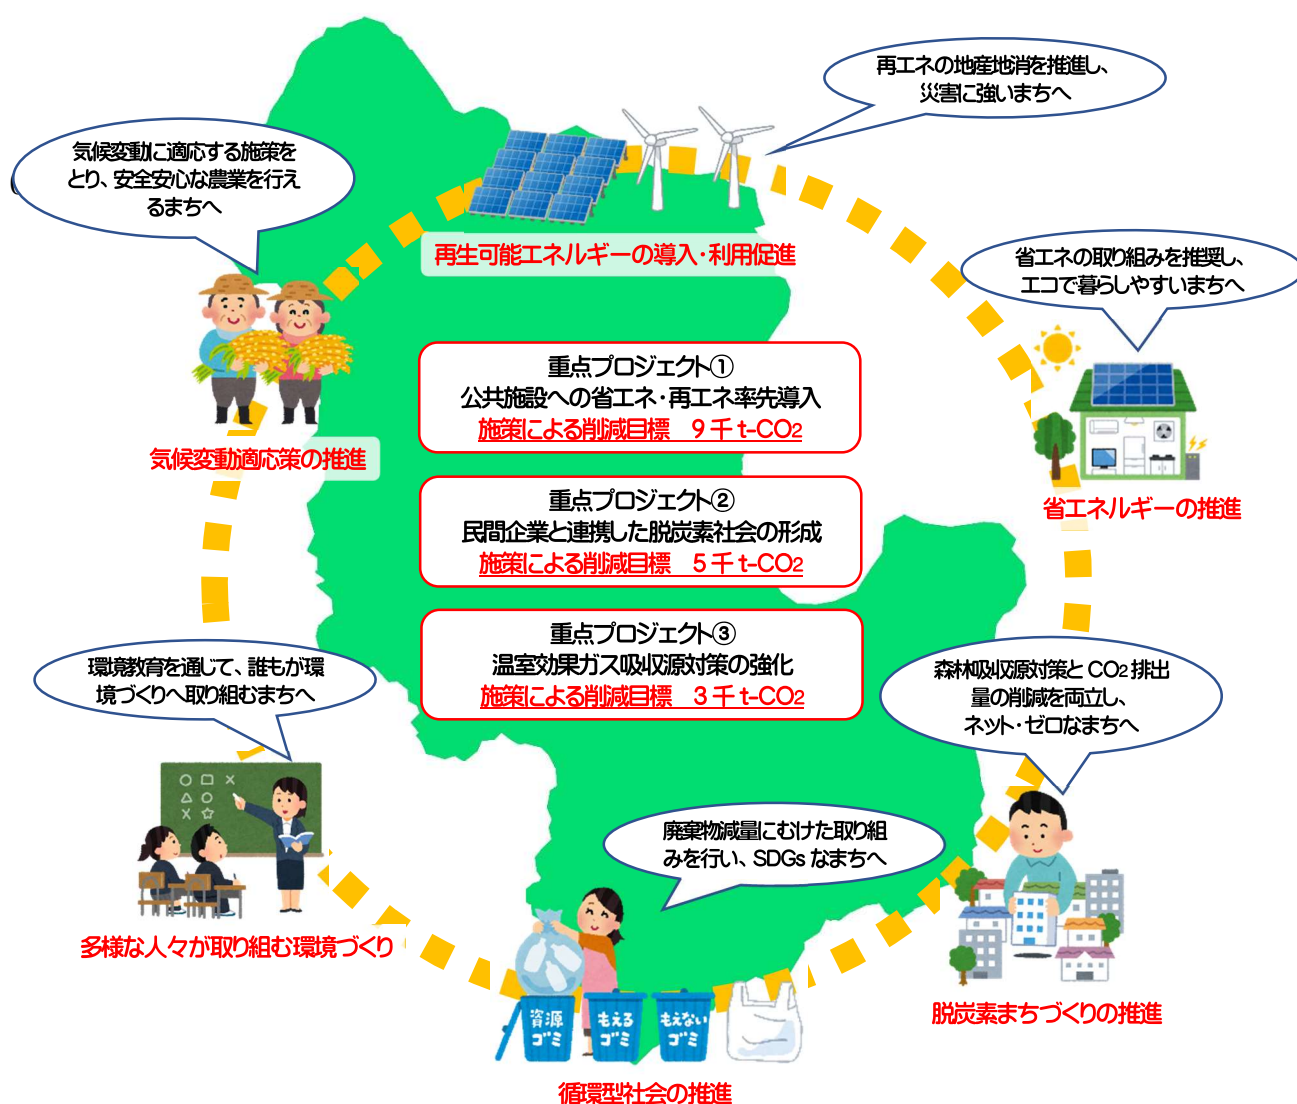 再エネの地産地消を推進し、
災害に強いまちへ
気候変動に適応する施策を
とり、安全安心な農業を行え
るまちへ
再生可能エネルギーの導入・利用促進
省エネの取り組みを推奨し、
エコで暮らしやすいまちへ
重点プロジェクト①
公共施設への省エネ・再エネ率先導入
施策による削減目標　9千t-CO2
気候変動適応策の推進
省エネルギーの推進
重点プロジェクト②
民間企業と連携した脱炭素社会の形成
施策による削減目標　5千t-CO2
重点プロジェクト③
温室効果ガス吸収源対策の強化
施策による削減目標　3千t-CO2
環境教育を通じて、誰もが環
境づくりへ取り組むまちへ
森林吸収源対策とCO2排出
量の削減を両立し、
ネット・ゼロなまちへ
廃棄物減量にむけた取り組
みを行い、SDGsなまちへ
多様な人々が取り組む環境づくり
資源
ゴミ
もえる
ゴミ
もえない
ゴミ
脱炭素まちづくりの推進
循環型社会の推進